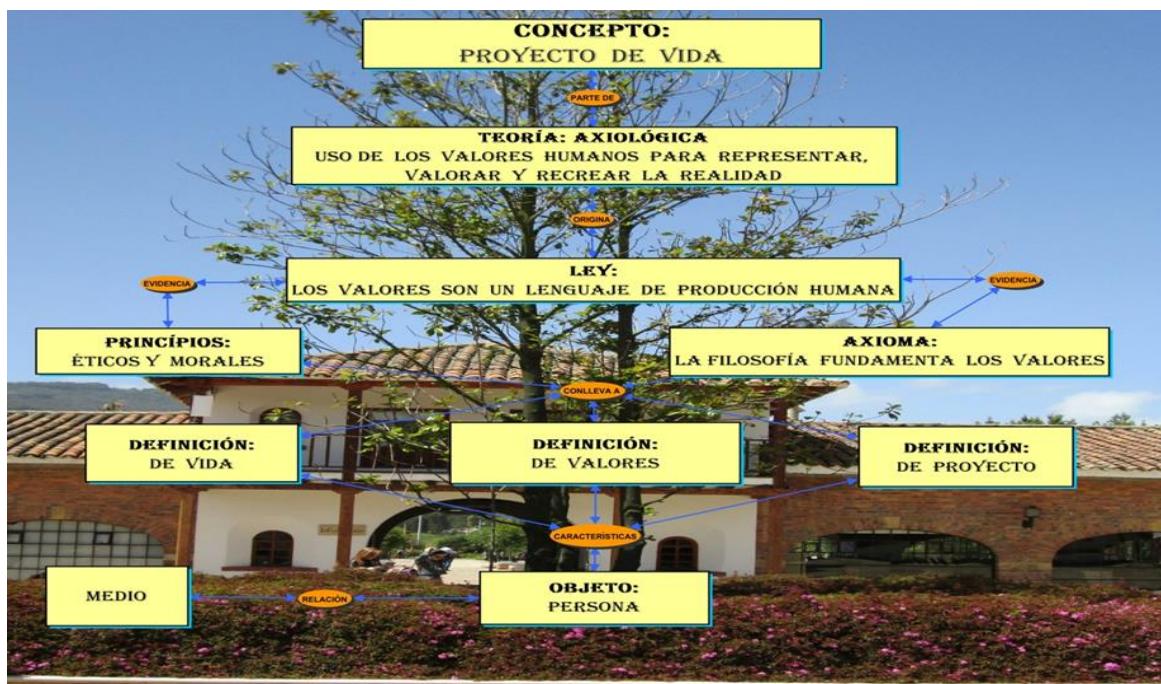 CONCEPTO:
PROYECTO DE VIDA
PARTE DE
TEORÍA: AXIOLÓGICA
USO DE LOS VALORES HUMANOS PARA REPRESENTAR,
VALORAR Y RECREAR LA REALIDAD
ORIGINA
LEY:
LOS VALORES SON UN LENGUAJE DE PRODUCCIÓN HUMANA
EVIDENCIA
EVIDENCIA
PRINCÍPIOS:
ÉTICOS Y MORALES
AXIOMA:
LA FILOSOFÍA FUNDAMENTA LOS VALORES
CONLLEVA A
DEFINICIÓN:
DE VIDA
DEFINICIÓN:
DE VALORES
DEFINICIÓN:
DE PROYECTO
CARACTERÍSTICAS
MEDIO
RELACIÓN
OBJETO:
PERSONA